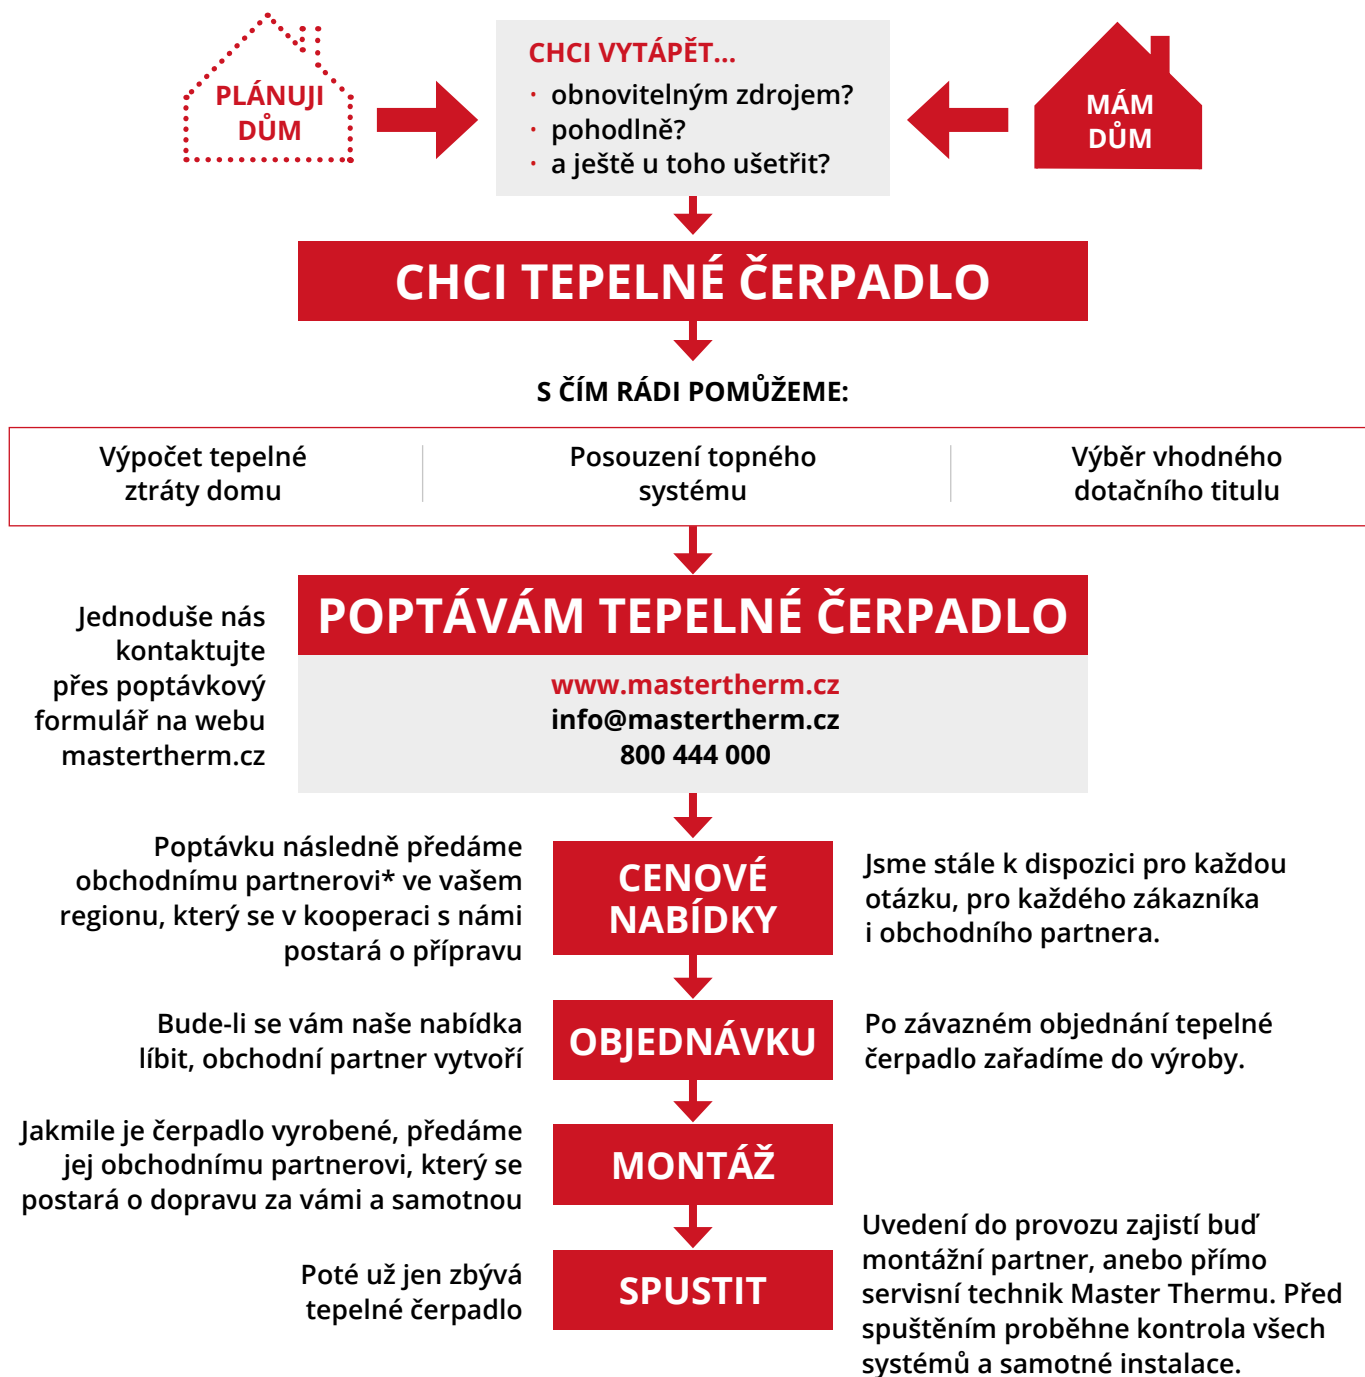 PLÁNUJI
DŮM
CHCI VYTÁPĚT...
· obnovitelným zdrojem?
· pohodlně?
· a ještě u toho ušetřit?
MÁM
DŮM
CHCI TEPELNÉ ČERPADLO
S ČÍM RÁDI POMŮŽEME:
Výpočet tepelné
ztráty domu
Posouzení topného
systému
Výběr vhodného
dotačního titulu
Jednoduše nás
kontaktujte
přes poptávkový
formulář na webu
mastertherm.cz
POPTÁVÁM TEPELNÉ ČERPADLO
www.mastertherm.cz
info@mastertherm.cz
800 444 000
Poptávku následně předáme
obchodnímu partnerovi* ve vašem
regionu, který se v kooperaci s námi
postará o přípravu
CENOVÉ
NABÍDKY
Jsme stále k dispozici pro každou
otázku, pro každého zákazníka
i obchodního partnera.
Bude-li se vám naše nabídka
líbit, obchodní partner vytvoří
OBJEDNÁVKU
Po závazném objednání tepelné
čerpadlo zařadíme do výroby.
Jakmile je čerpadlo vyrobené, předáme
jej obchodnímu partnerovi, který se
postará o dopravu za vámi a samotnou
MONTÁŽ
Poté už jen zbývá
tepelné čerpadlo
SPUSTIT
Uvedení do provozu zajistí buď
montážní partner, anebo přímo
servisní technik Master Thermu. Před
spuštěním proběhne kontrola všech
systémů a samotné instalace.